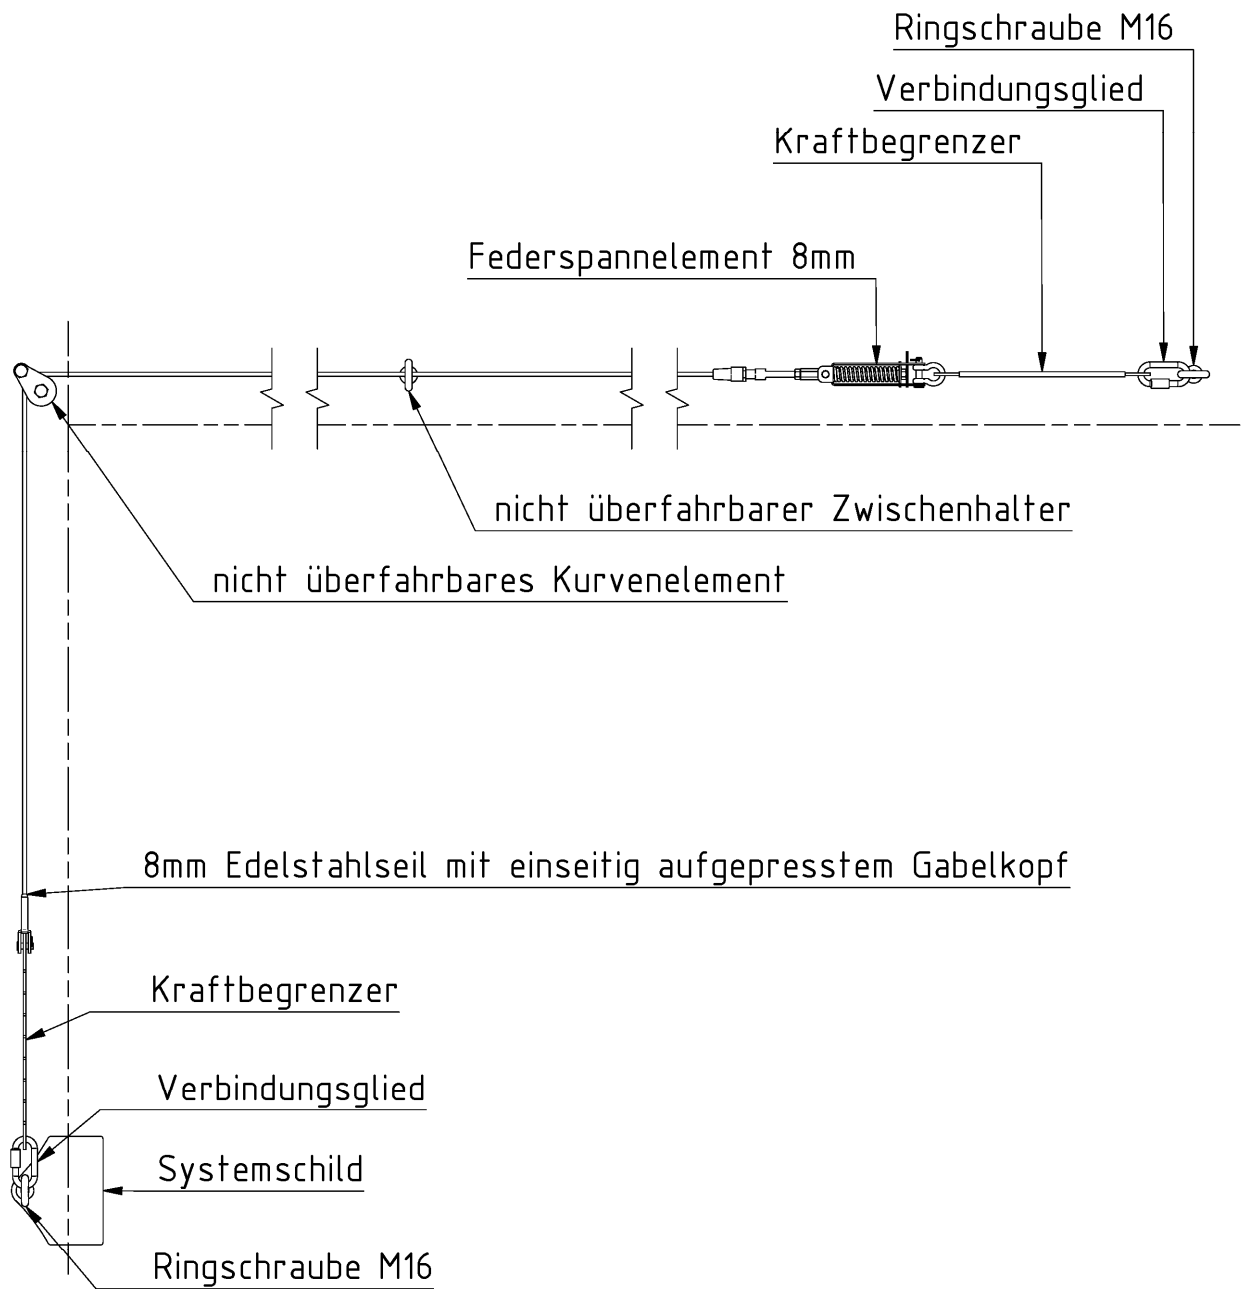 Ringschraube M16
Verbindungsglied
Kraftbegrenzer
Federspannelement 8mm
nicht überfahrbarer Zwischenhalter
nicht überfahrbares Kurvenelement
8mm Edelstahlseil mit einseitig aufgepresstem Gabelkopf
Kraftbegrenzer
Verbindungsglied
Systemschild
Ringschraube M16